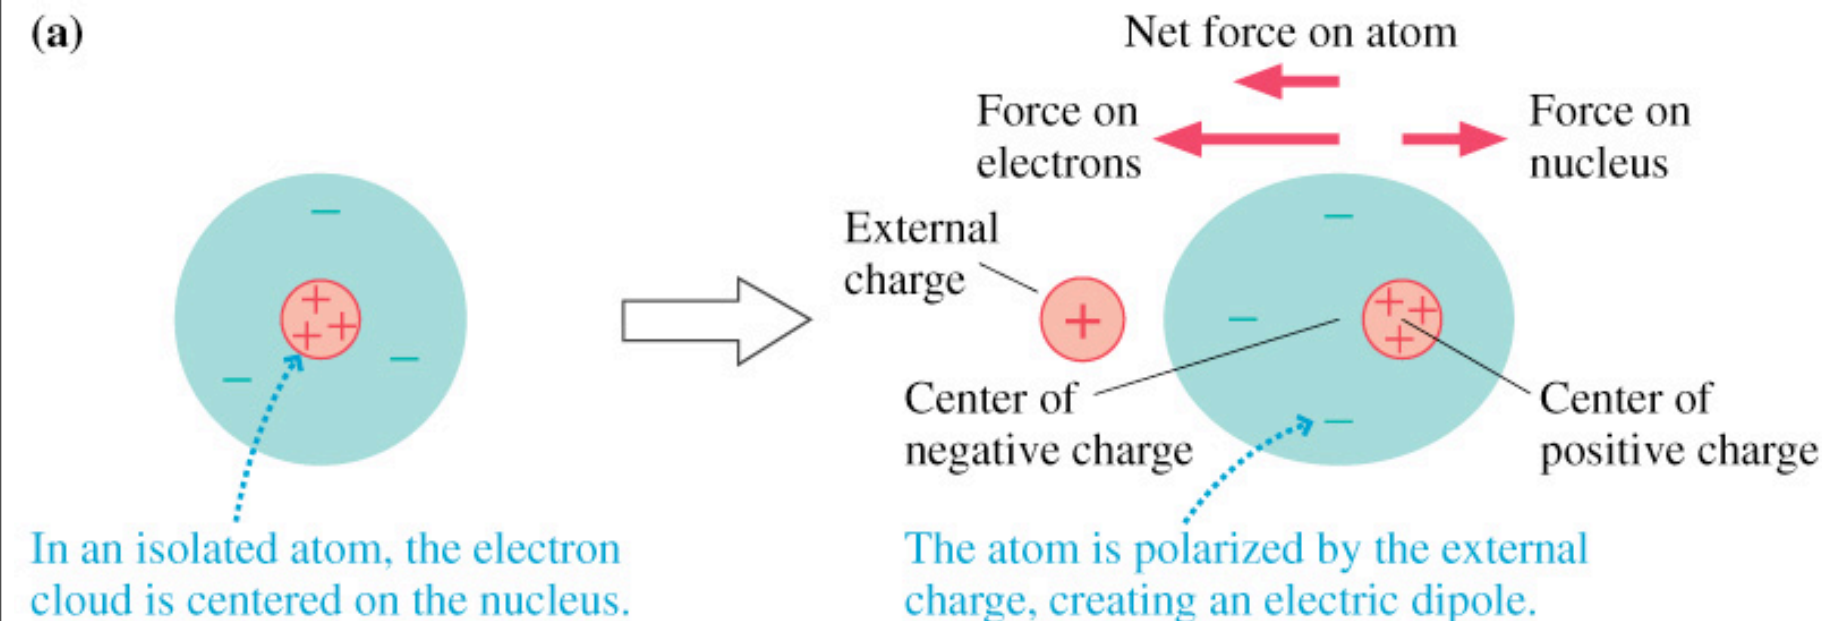 (a)
Net force on atom
Force on
electrons
Force on
nucleus
External
charge
Center of
negative charge
Center of
positive charge
In an isolated atom, the electron
cloud is centered on the nucleus.
The atom is polarized by the external
charge, creating an electric dipole.